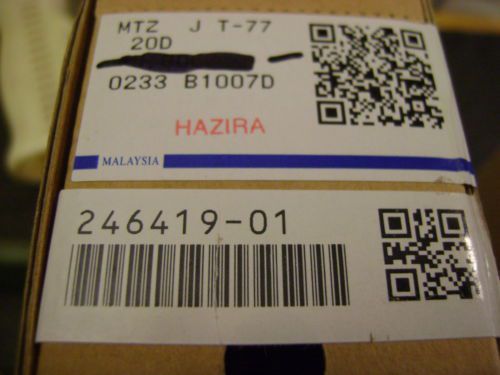 MTZ J T-77
20D
0233 B1007D
HAZIRA
MALAYSIA
246419-01